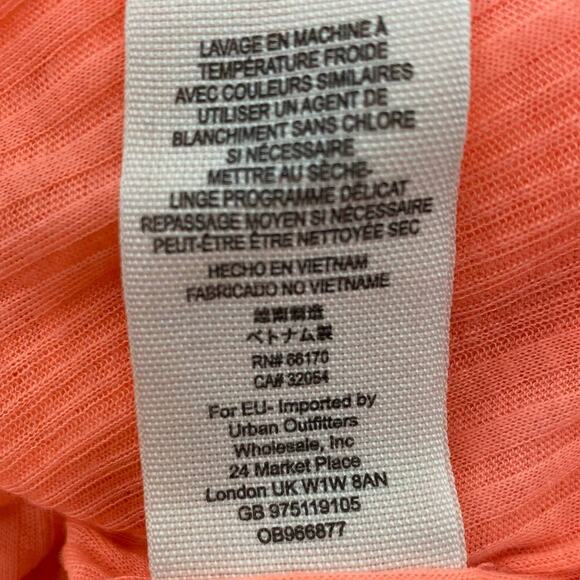 LAVAGE EN MACHINE À
TEMPÉRATURE FROIDE
AVEC COULEURS SIMILAIRES
UTILISER UN AGENT DE
BLANCHIMENT SANS CHLORE
SI NÉCESSAIRE
METTRE AU SÈCHE-
LINGE PROGRAMME DÉLICAT
REPASSAGE MOYEN SI NÉCESSAIRE
PEUT-ÊTRE ÊTRE NETTOYÉE SEC
HECHO EN VIETNAM
FABRICADO NO VIETNAME
越南制造
ベトナム製
RN# 66170
CA# 32054
For EU- Imported by
Urban Outfitters
Wholesale, Inc
24 Market Place
London UK W1W 8AN
GB 975119105
OB966877